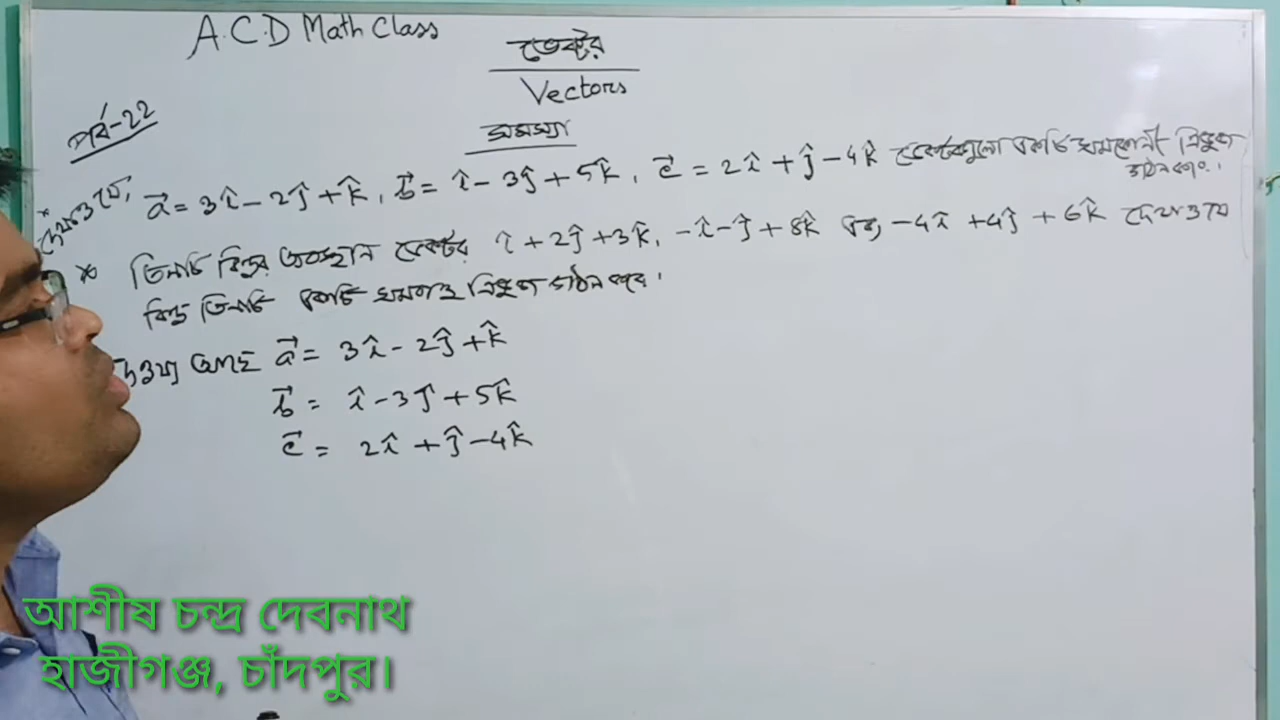 A.C.D Math Class
ভেক্টর
Vectors
পর্ব-22
সমস্যা
* দেখাও যে, a⃗ = 3î - 2ĵ + k̂, b⃗ = î - 3ĵ + 5k̂, c⃗ = 2î + ĵ - 4k̂ ভেক্টরগুলো একটি সমকোণী ত্রিভুজ
গঠন করে।
* তিনটি বিন্দুর অবস্থান ভেক্টর î + 2ĵ + 3k̂, -î - ĵ + 8k̂ এবং -4î + 4ĵ + 6k̂ দেখাও যে
বিন্দু তিনটি একটি সমবাহু ত্রিভুজ গঠন করে।
দেওয়া আছে a⃗ = 3î - 2ĵ + k̂
b⃗ = î - 3ĵ + 5k̂
c⃗ = 2î + ĵ - 4k̂
আশীষ চন্দ্র দেবনাথ
হাজীগঞ্জ, চাঁদপুর।